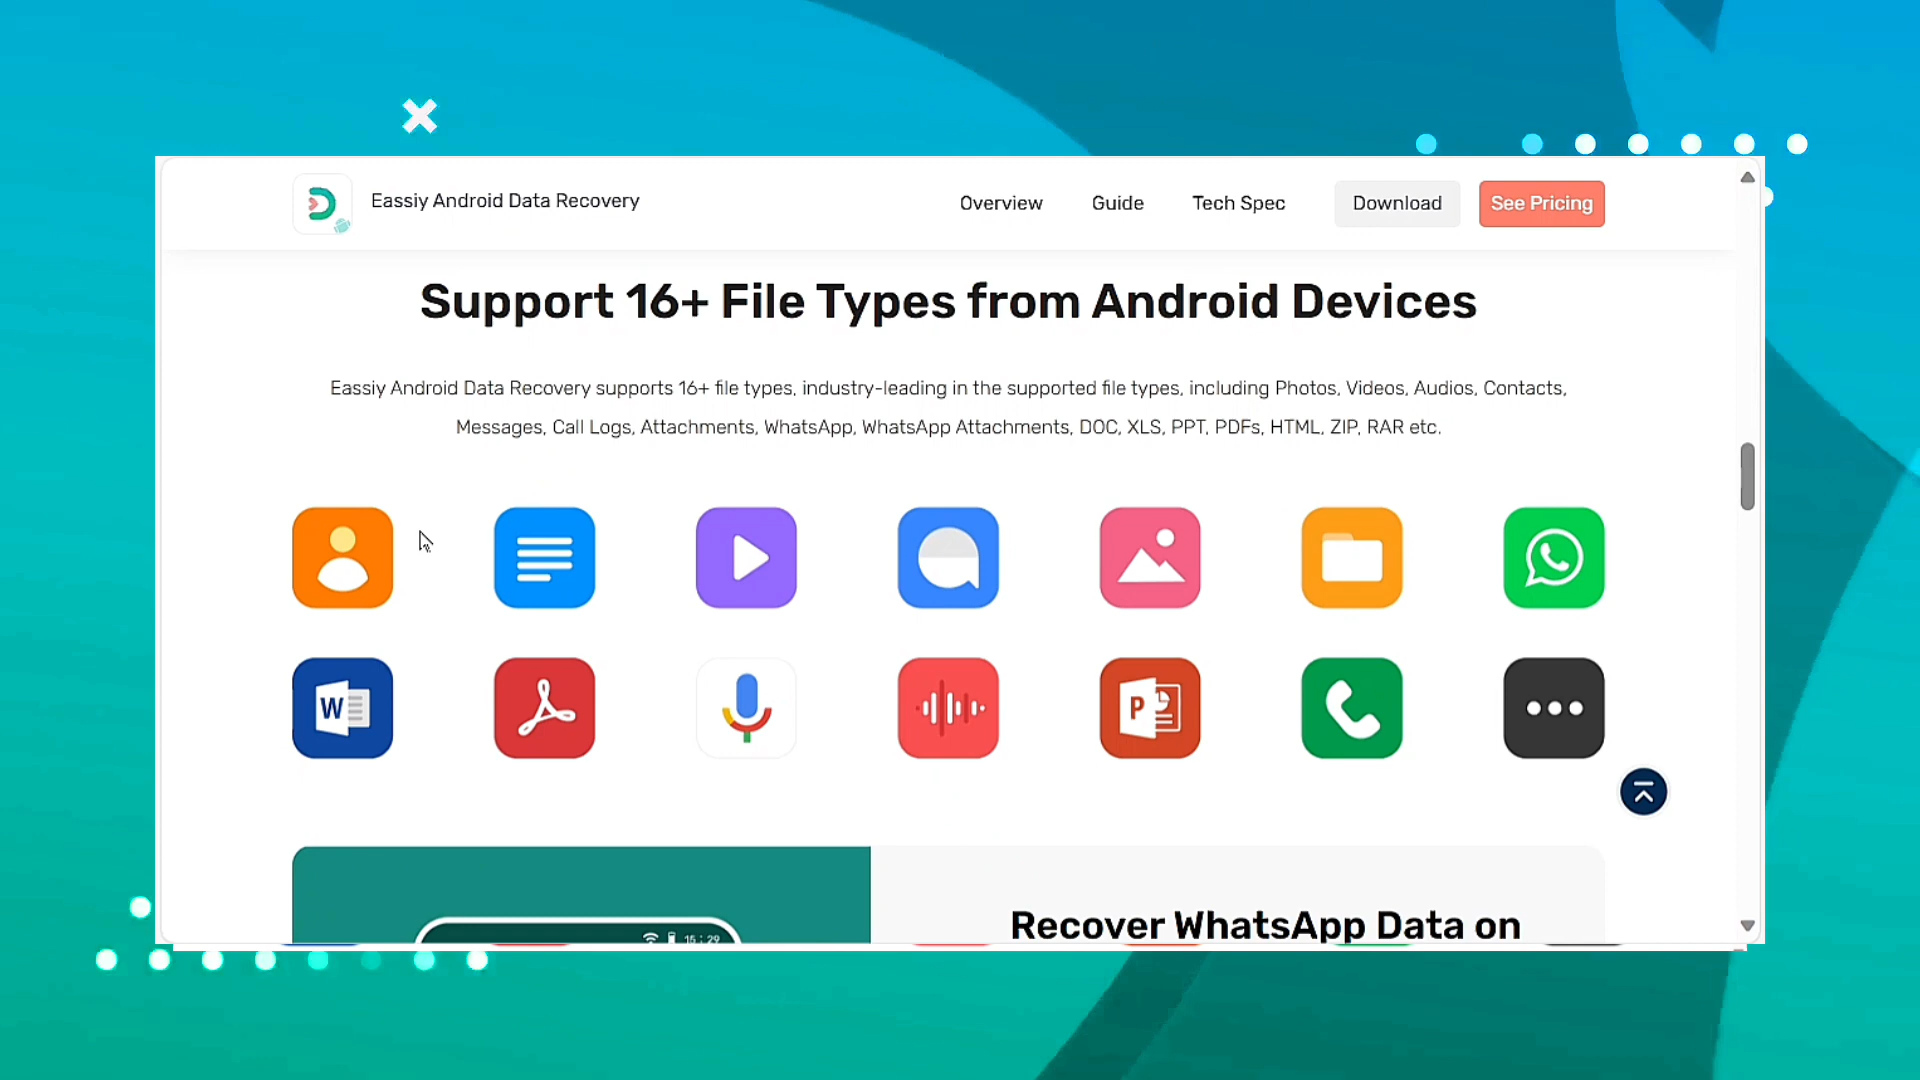 Eassiy Android Data Recovery
Overview
Guide
Tech Spec
Download
See Pricing
Support 16+ File Types from Android Devices
Eassiy Android Data Recovery supports 16+ file types, industry-leading in the supported file types, including Photos, Videos, Audios, Contacts,
Messages, Call Logs, Attachments, WhatsApp, WhatsApp Attachments, DOC, XLS, PPT, PDFs, HTML, ZIP, RAR etc.
W
P
15:29
Recover WhatsApp Data on